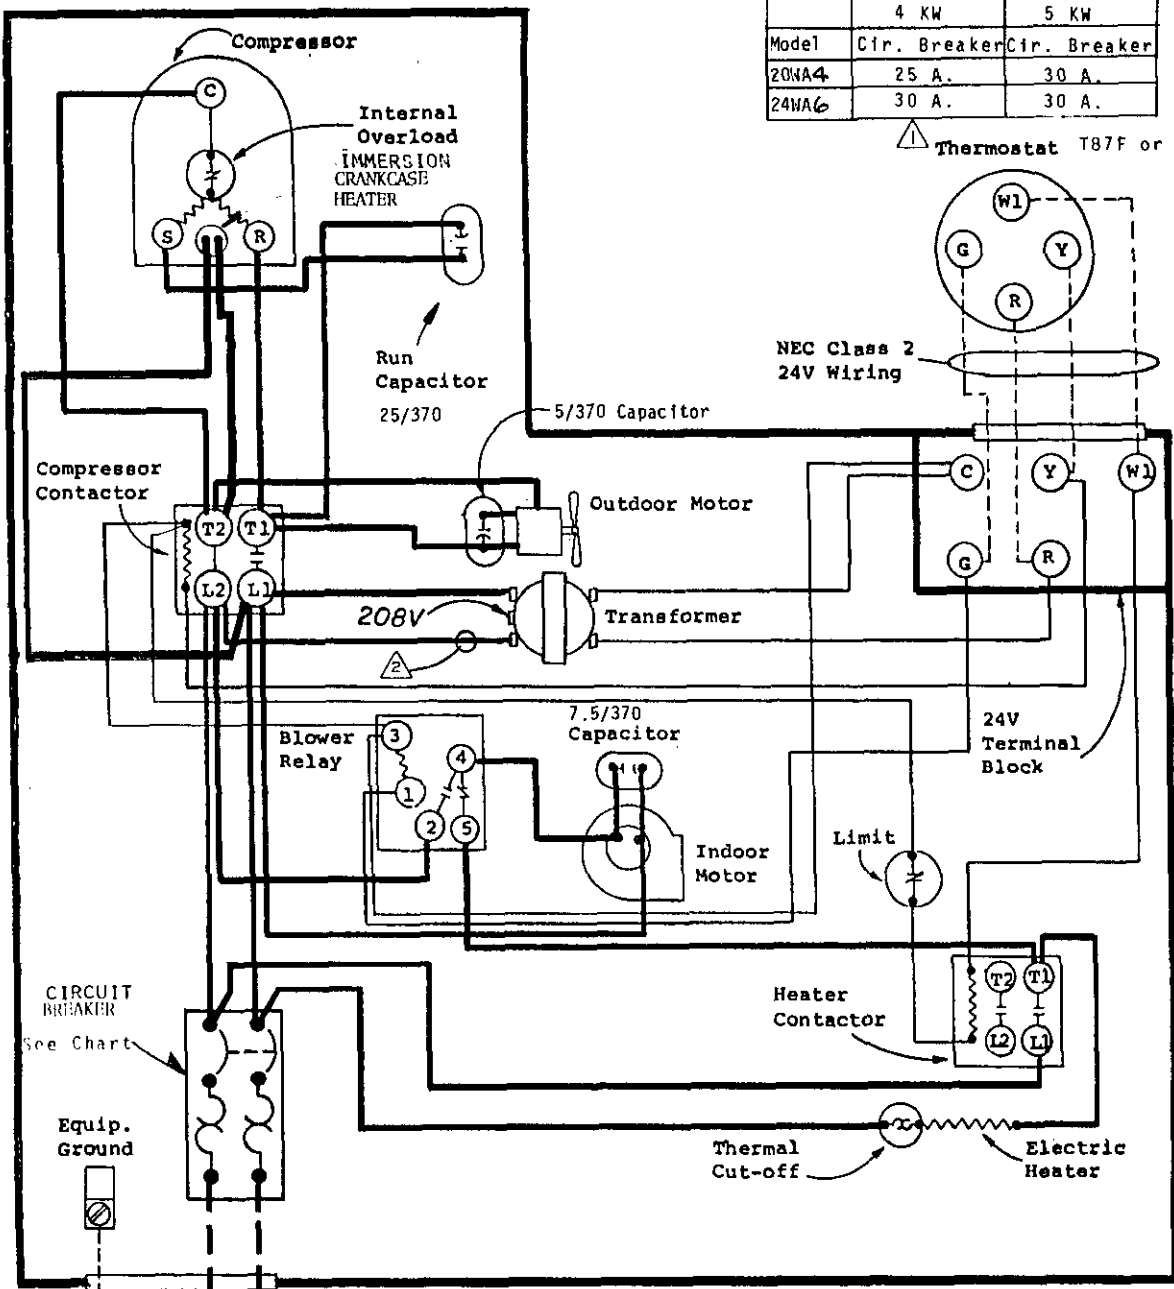 4 KW 5 KW
Model Cir. Breaker Cir. Breaker
20WA4 25 A. 30 A.
24WA6 30 A. 30 A.
1
Thermostat T87F or
Compressor
C
Internal
Overload
IMMERSION
CRANKCASE
HEATER
S
R
W1
G
Y
R
NEC Class 2
24V Wiring
Run
Capacitor
25/370
5/370 Capacitor
Compressor
Contactor
T2
T1
L2
L1
Outdoor Motor
C
Y
W1
G
R
208V
Transformer
2
24V
Terminal
Block
Blower
Relay
3
4
1
2
5
7.5/370
Capacitor
Indoor
Motor
Limit
CIRCUIT
BREAKER
See Chart
Heater
Contactor
T2
T1
L2
L1
Equip.
Ground
Thermal
Cut-off
Electric
Heater